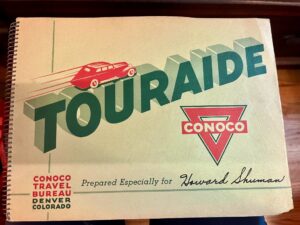 TOURAIDE
CONOCO
CONOCO
TRAVEL
BUREAU
DENVER
COLORADO
Prepared Especially for Howard Shuman